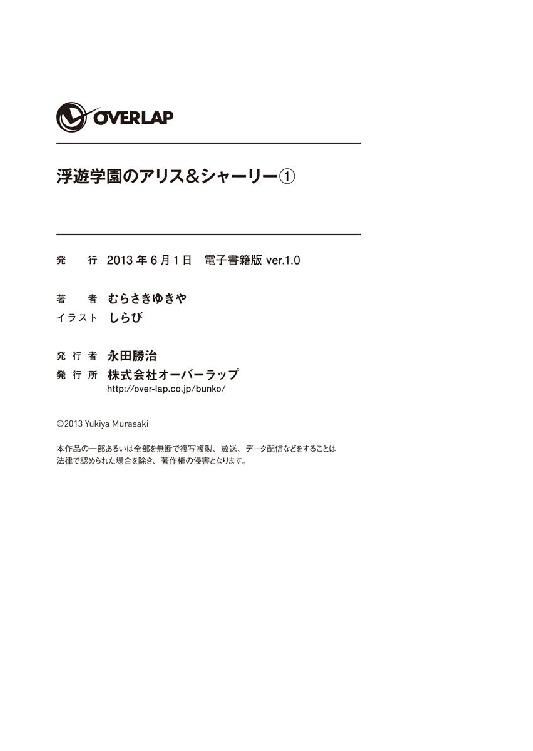 OVERLAP
浮遊学園のアリス&シャーリー①
発 行 2013年6月1日 電子書籍版 ver.1.0
著 者 むらさきゆきや
イラスト しらび
発 行 者 永田勝治
発 行 所 株式会社オーバーラップ
http://over-lap.co.jp/bunko/
©2013 Yukiya Murasaki
本作品の一部あるいは全部を無断で複写複製、放送、データ配信などをすることは
法律で認められた場合を除き、著作権の侵害となります。